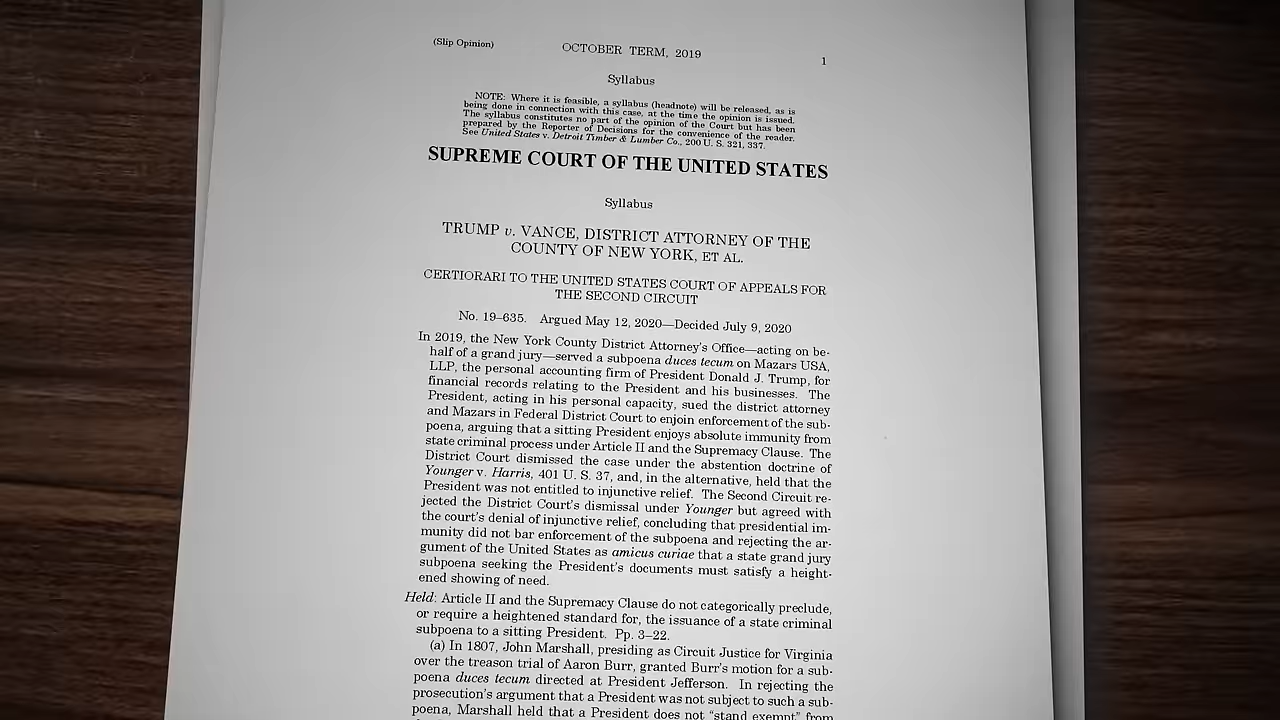 (Slip Opinion) OCTOBER TERM, 2019 1
Syllabus
NOTE: Where it is feasible, a syllabus (headnote) will be released, as is
being done in connection with this case, at the time the opinion is issued.
The syllabus constitutes no part of the opinion of the Court but has been
prepared by the Reporter of Decisions for the convenience of the reader.
See United States v. Detroit Timber & Lumber Co., 200 U. S. 321, 337.
SUPREME COURT OF THE UNITED STATES
Syllabus
TRUMP v. VANCE, DISTRICT ATTORNEY OF THE
COUNTY OF NEW YORK, ET AL.
CERTIORARI TO THE UNITED STATES COURT OF APPEALS FOR
THE SECOND CIRCUIT
No. 19–635. Argued May 12, 2020—Decided July 9, 2020
In 2019, the New York County District Attorney's Office—acting on be-
half of a grand jury—served a subpoena duces tecum on Mazars USA,
LLP, the personal accounting firm of President Donald J. Trump, for
financial records relating to the President and his businesses. The
President, acting in his personal capacity, sued the district attorney
and Mazars in Federal District Court to enjoin enforcement of the sub-
poena, arguing that a sitting President enjoys absolute immunity from
state criminal process under Article II and the Supremacy Clause. The
District Court dismissed the case under the abstention doctrine of
Younger v. Harris, 401 U. S. 37, and, in the alternative, held that the
President was not entitled to injunctive relief. The Second Circuit re-
jected the District Court's dismissal under Younger but agreed with
the court's denial of injunctive relief, concluding that presidential im-
munity did not bar enforcement of the subpoena and rejecting the ar-
gument of the United States as amicus curiae that a state grand jury
subpoena seeking the President's documents must satisfy a height-
ened showing of need.
Held: Article II and the Supremacy Clause do not categorically preclude,
or require a heightened standard for, the issuance of a state criminal
subpoena to a sitting President. Pp. 3–22.
(a) In 1807, John Marshall, presiding as Circuit Justice for Virginia
over the treason trial of Aaron Burr, granted Burr's motion for a sub-
poena duces tecum directed at President Jefferson. In rejecting the
prosecution's argument that a President was not subject to such a sub-
poena, Marshall held that a President does not "stand exempt" from